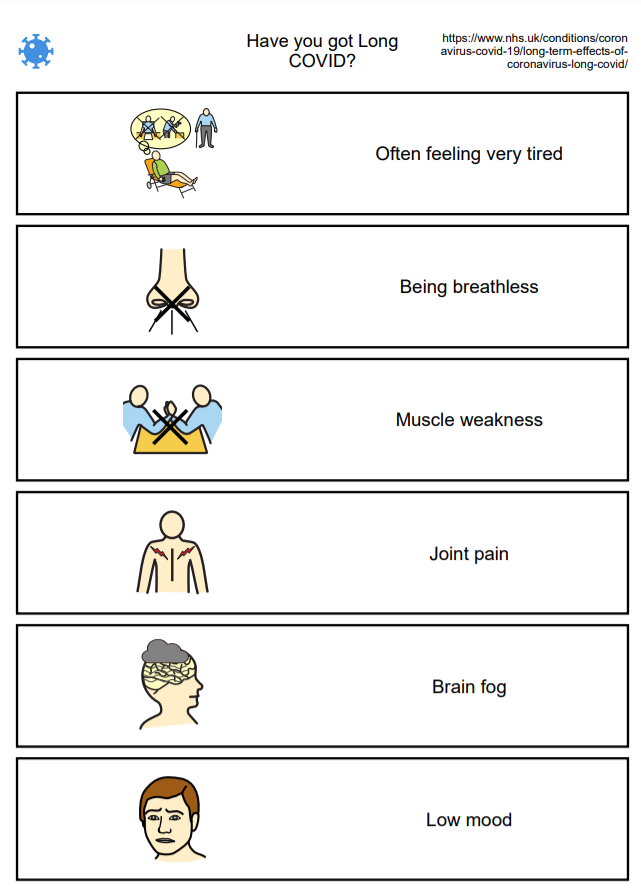 Have you got Long
COVID?
https://www.nhs.uk/conditions/coron
avirus-covid-19/long-term-effects-of-
coronavirus-long-covid/
Often feeling very tired
Being breathless
Muscle weakness
Joint pain
Brain fog
Low mood